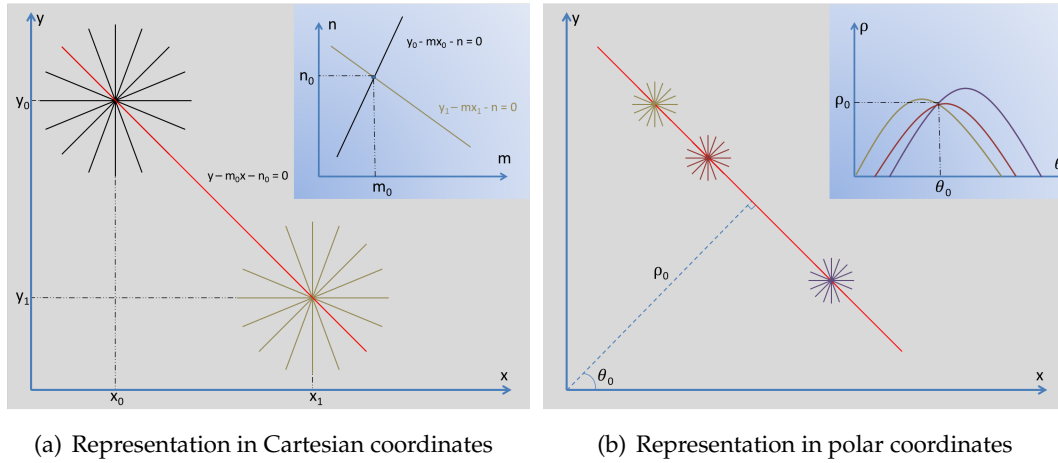 y
n
y₀ - mx₀ - n = 0
n₀
y₁ – mx₁ - n = 0
m
m₀
y₀
y – m₀x – n₀ = 0
y₁
x
x₀
x₁
y
ρ
ρ₀
θ
θ₀
ρ₀
θ₀
x
(a) Representation in Cartesian coordinates
(b) Representation in polar coordinates